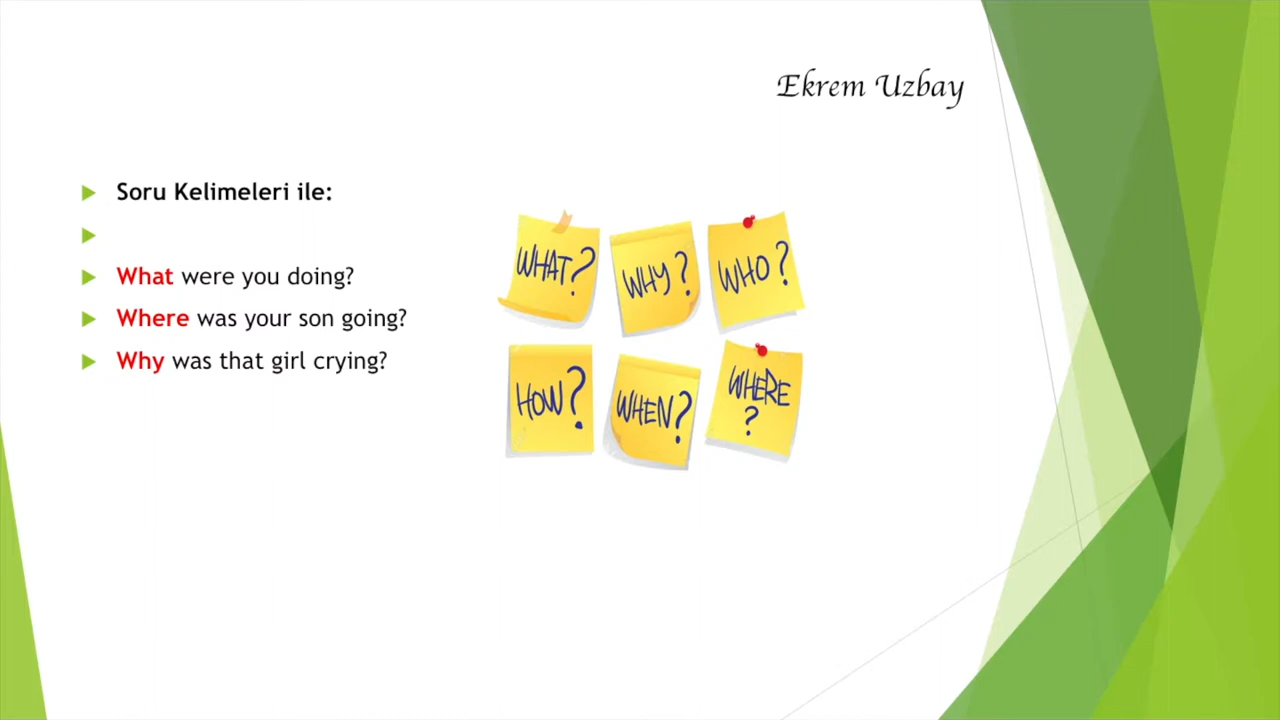 Ekrem Uzbay
Soru Kelimeleri ile:
What were you doing?
Where was your son going?
Why was that girl crying?
WHAT?
WHY?
WHO?
HOW?
WHEN?
WHERE
?